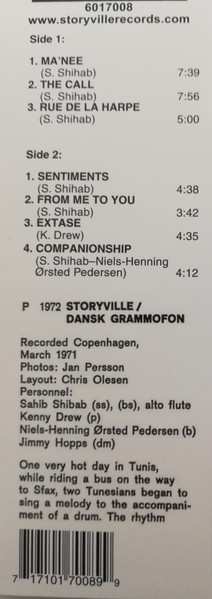 6017008
www.storyvillerecords.com
Side 1:
1. MA'NEE
(S. Shihab) 7:39
2. THE CALL
(S. Shihab) 7:56
3. RUE DE LA HARPE
(S. Shihab) 5:00
Side 2:
1. SENTIMENTS
(S. Shihab) 4:38
2. FROM ME TO YOU
(S. Shihab) 3:42
3. EXTASE
(K. Drew) 4:35
4. COMPANIONSHIP
(S. Shihab–Niels-Henning
Ørsted Pedersen) 4:12
P 1972 STORYVILLE/
DANSK GRAMMOFON
Recorded Copenhagen,
March 1971
Photos: Jan Persson
Layout: Chris Olesen
Personnel:
Sahib Shibab (ss), (bs), alto flute
Kenny Drew (p)
Niels-Henning Ørsted Pedersen (b)
Jimmy Hopps (dm)
One very hot day in Tunis,
while riding a bus on the way
to Sfax, two Tunesians began to
sing a melody to the accompani-
ment of a drum. The rhythm
7 17101 70089 9